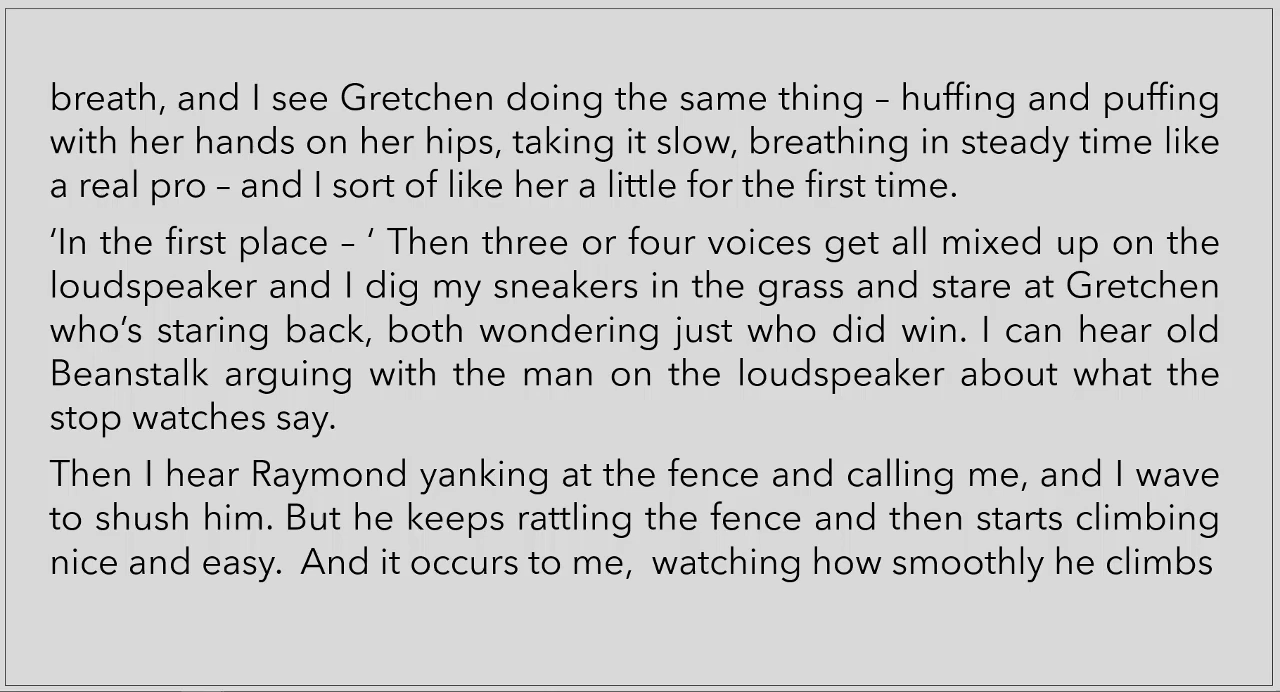 breath, and I see Gretchen doing the same thing – huffing and puffing
with her hands on her hips, taking it slow, breathing in steady time like
a real pro – and I sort of like her a little for the first time.
‘In the first place – ‘ Then three or four voices get all mixed up on the
loudspeaker and I dig my sneakers in the grass and stare at Gretchen
who’s staring back, both wondering just who did win. I can hear old
Beanstalk arguing with the man on the loudspeaker about what the
stop watches say.
Then I hear Raymond yanking at the fence and calling me, and I wave
to shush him. But he keeps rattling the fence and then starts climbing
nice and easy.  And it occurs to me,  watching how smoothly he climbs